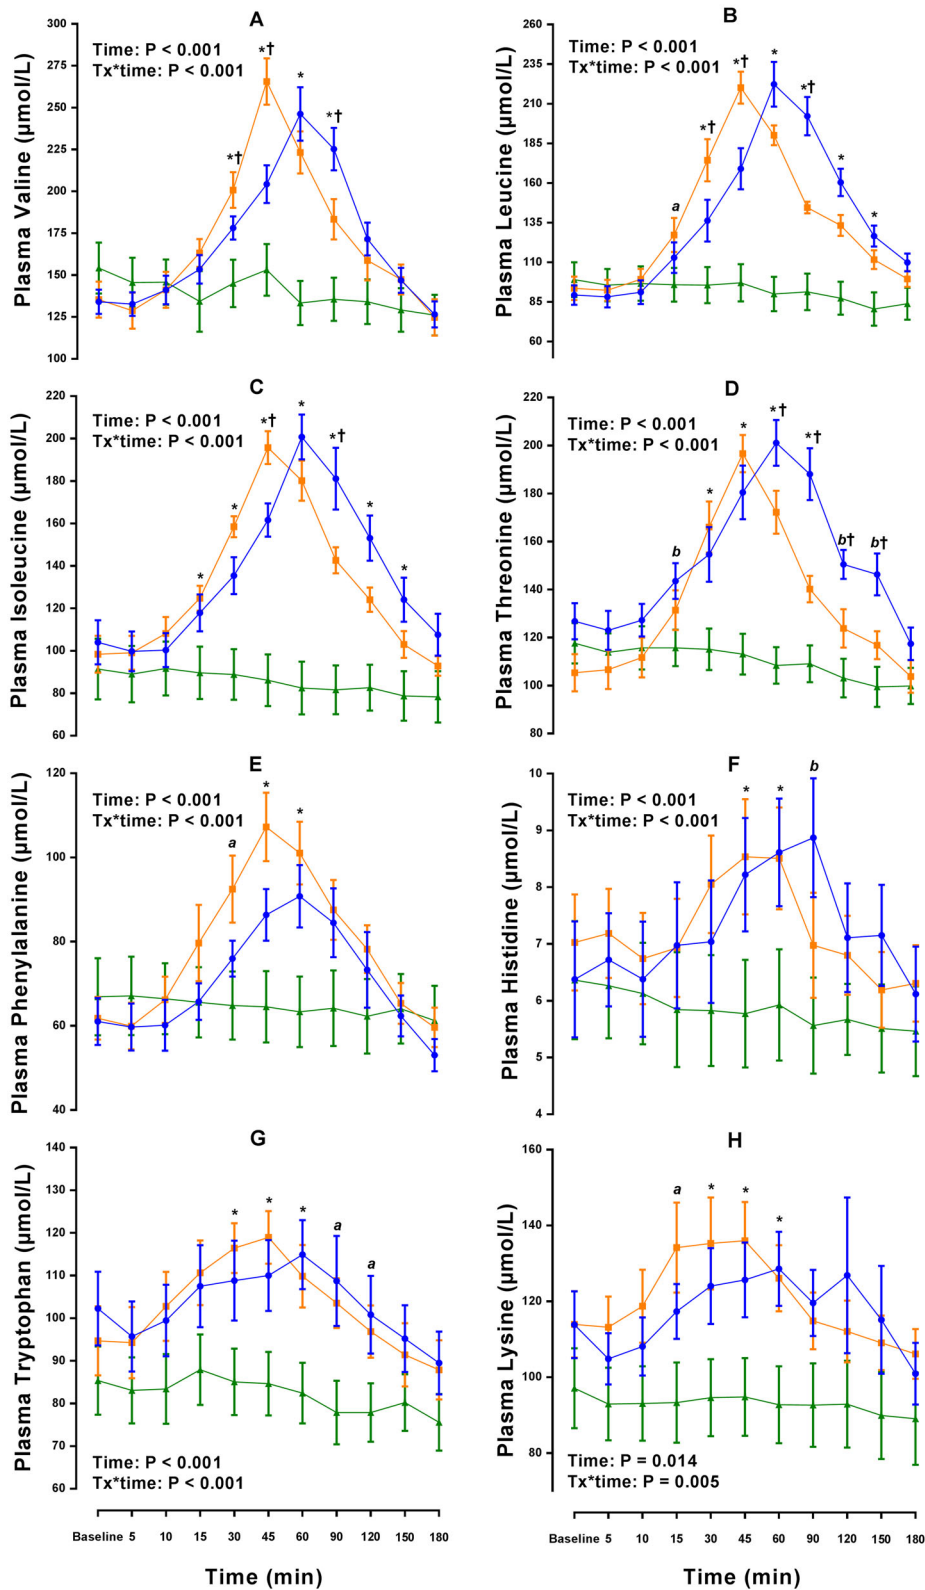 A
Plasma Valine (µmol/L)
Time: P < 0.001
Tx*time: P < 0.001
300
275
250
225
200
175
150
125
100
*†
*†
*
*†
B
Plasma Leucine (µmol/L)
Time: P < 0.001
Tx*time: P < 0.001
260
235
210
185
160
135
110
85
60
a
*†
*†
*
*†
*
*
C
Plasma Isoleucine (µmol/L)
Time: P < 0.001
Tx*time: P < 0.001
220
200
180
160
140
120
100
80
60
*
*
*†
*
*†
*
*
D
Plasma Threonine (µmol/L)
Time: P < 0.001
Tx*time: P < 0.001
220
200
180
160
140
120
100
80
b
*
*
*†
*†
b†
b†
E
Plasma Phenylalanine (µmol/L)
Time: P < 0.001
Tx*time: P < 0.001
120
100
80
60
40
a
*
*
F
Plasma Histidine (µmol/L)
Time: P < 0.001
Tx*time: P < 0.001
10
9
8
7
6
5
4
*
*
b
G
Plasma Tryptophan (µmol/L)
140
130
120
110
100
90
80
70
60
*
*
*
a
a
Time: P < 0.001
Tx*time: P < 0.001
Baseline 5 10 15 30 45 60 90 120 150 180
Time (min)
H
Plasma Lysine (µmol/L)
160
140
120
100
80
a
*
*
*
Time: P = 0.014
Tx*time: P = 0.005
Baseline 5 10 15 30 45 60 90 120 150 180
Time (min)